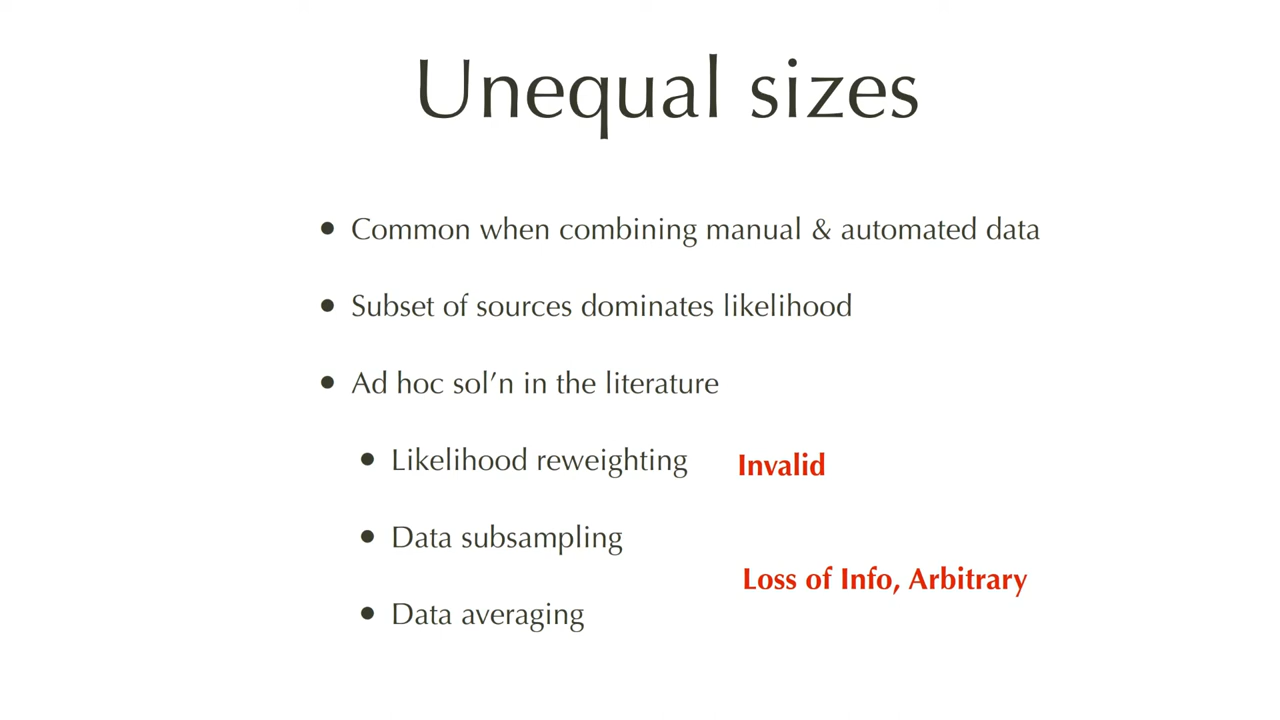 Unequal sizes
• Common when combining manual & automated data
• Subset of sources dominates likelihood
• Ad hoc sol’n in the literature
• Likelihood reweighting Invalid
• Data subsampling
Loss of Info, Arbitrary
• Data averaging